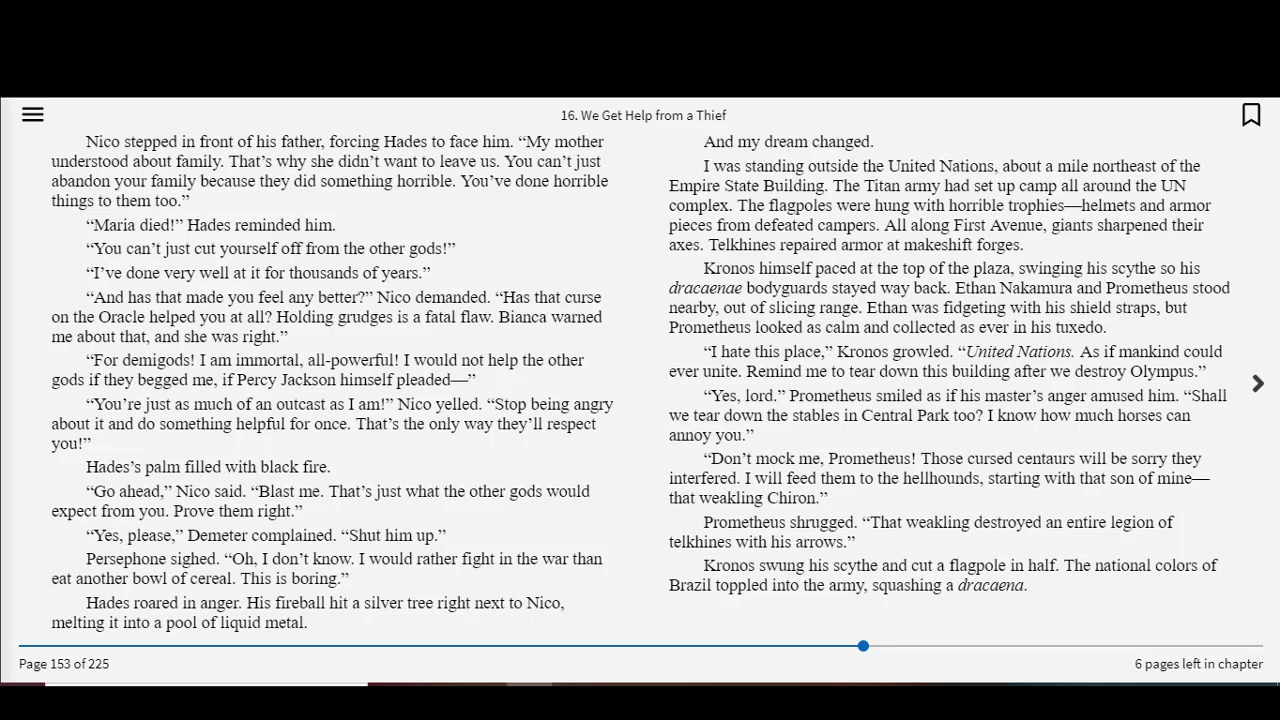 16. We Get Help from a Thief
Nico stepped in front of his father, forcing Hades to face him. “My mother
understood about family. That’s why she didn’t want to leave us. You can’t just
abandon your family because they did something horrible. You’ve done horrible
things to them too.”
“Maria died!” Hades reminded him.
“You can’t just cut yourself off from the other gods!”
“I’ve done very well at it for thousands of years.”
“And has that made you feel any better?” Nico demanded. “Has that curse
on the Oracle helped you at all? Holding grudges is a fatal flaw. Bianca warned
me about that, and she was right.”
“For demigods! I am immortal, all-powerful! I would not help the other
gods if they begged me, if Percy Jackson himself pleaded—”
“You’re just as much of an outcast as I am!” Nico yelled. “Stop being angry
about it and do something helpful for once. That’s the only way they’ll respect
you!”
Hades’s palm filled with black fire.
“Go ahead,” Nico said. “Blast me. That’s just what the other gods would
expect from you. Prove them right.”
“Yes, please,” Demeter complained. “Shut him up.”
Persephone sighed. “Oh, I don’t know. I would rather fight in the war than
eat another bowl of cereal. This is boring.”
Hades roared in anger. His fireball hit a silver tree right next to Nico,
melting it into a pool of liquid metal.
And my dream changed.
I was standing outside the United Nations, about a mile northeast of the
Empire State Building. The Titan army had set up camp all around the UN
complex. The flagpoles were hung with horrible trophies—helmets and armor
pieces from defeated campers. All along First Avenue, giants sharpened their
axes. Telkhines repaired armor at makeshift forges.
Kronos himself paced at the top of the plaza, swinging his scythe so his
dracaenae bodyguards stayed way back. Ethan Nakamura and Prometheus stood
nearby, out of slicing range. Ethan was fidgeting with his shield straps, but
Prometheus looked as calm and collected as ever in his tuxedo.
“I hate this place,” Kronos growled. “United Nations. As if mankind could
ever unite. Remind me to tear down this building after we destroy Olympus.”
“Yes, lord.” Prometheus smiled as if his master’s anger amused him. “Shall
we tear down the stables in Central Park too? I know how much horses can
annoy you.”
“Don’t mock me, Prometheus! Those cursed centaurs will be sorry they
interfered. I will feed them to the hellhounds, starting with that son of mine—
that weakling Chiron.”
Prometheus shrugged. “That weakling destroyed an entire legion of
telkhines with his arrows.”
Kronos swung his scythe and cut a flagpole in half. The national colors of
Brazil toppled into the army, squashing a dracaena.
Page 153 of 225
6 pages left in chapter